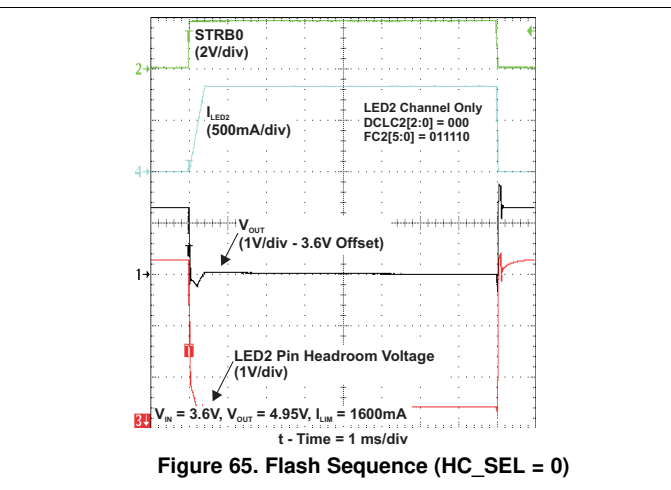 STRB0
(2V/div)
2
I_LED2
(500mA/div)
LED2 Channel Only
DCLC2[2:0] = 000
FC2[5:0] = 011110
4
V_OUT
(1V/div - 3.6V Offset)
1
LED2 Pin Headroom Voltage
(1V/div)
3
V_IN = 3.6V, V_OUT = 4.95V, I_LIM = 1600mA
t - Time = 1 ms/div
Figure 65. Flash Sequence (HC_SEL = 0)